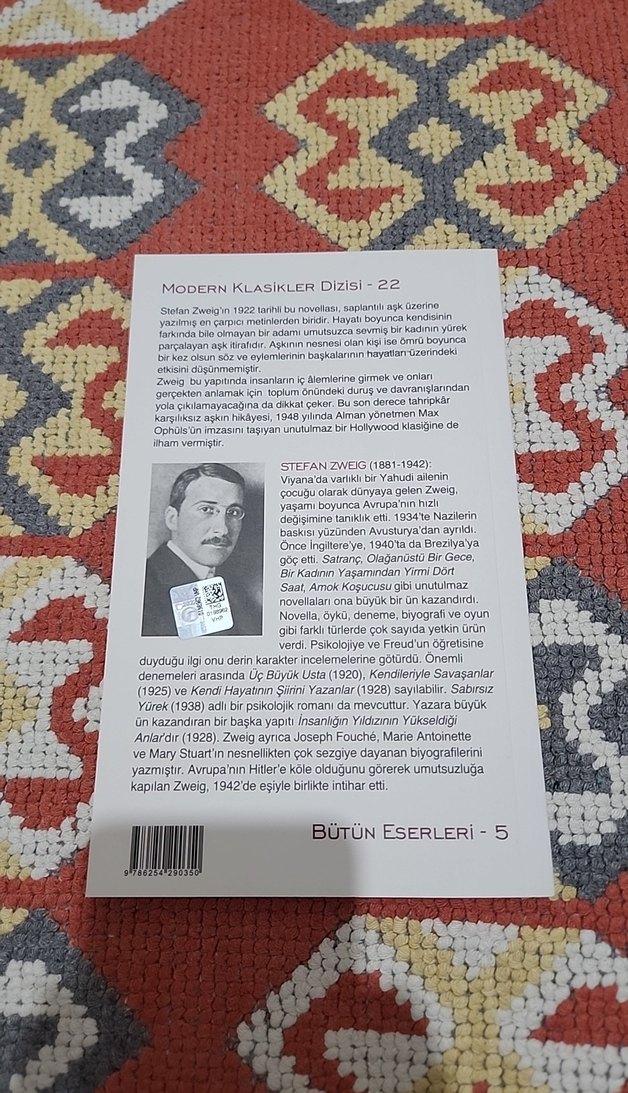 MODERN KLASİKLER DİZİSİ - 22
Stefan Zweig'ın 1922 tarihli bu novellası, saplantılı aşk üzerine
yazılmış en çarpıcı metinlerden biridir. Hayatı boyunca kendisinin
farkında bile olmayan bir adamı umutsuzca sevmiş bir kadının yürek
parçalayan aşk itirafıdır. Aşkının nesnesi olan kişi ise ömrü boyunca
bir kez olsun söz ve eylemlerinin başkalarının hayatları üzerindeki
etkisini düşünmemiştir.
Zweig bu yapıtında insanların iç âlemlerine girmek ve onları
gerçekten anlamak için toplum önündeki duruş ve davranışlarından
yola çıkılamayacağına da dikkat çeker. Bu son derece tahripkâr
karşılıksız aşkın hikâyesi, 1948 yılında Alman yönetmen Max
Ophüls'ün imzasını taşıyan unutulmaz bir Hollywood klasiğine de
ilham vermiştir.
STEFAN ZWEIG (1881-1942):
Viyana'da varlıklı bir Yahudi ailenin
çocuğu olarak dünyaya gelen Zweig,
yaşamı boyunca Avrupa'nın hızlı
değişimine tanıklık etti. 1934'te Nazilerin
baskısı yüzünden Avusturya'dan ayrıldı.
Önce İngiltere'ye, 1940'ta da Brezilya'ya
göç etti. Satranç, Olağanüstü Bir Gece,
Bir Kadının Yaşamından Yirmi Dört
Saat, Amok Koşucusu gibi unutulmaz
novellaları ona büyük bir ün kazandırdı.
Novella, öykü, deneme, biyografi ve oyun
gibi farklı türlerde çok sayıda yetkin ürün
verdi. Psikolojiye ve Freud'un öğretisine
duyduğu ilgi onu derin karakter incelemelerine götürdü. Önemli
denemeleri arasında Üç Büyük Usta (1920), Kendileriyle Savaşanlar
(1925) ve Kendi Hayatının Şiirini Yazanlar (1928) sayılabilir. Sabırsız
Yürek (1938) adlı bir psikolojik romanı da mevcuttur. Yazara büyük
ün kazandıran bir başka yapıtı İnsanlığın Yıldızının Yükseldiği
Anlar'dır (1928). Zweig ayrıca Joseph Fouché, Marie Antoinette
ve Mary Stuart'ın nesnellikten çok sezgiye dayanan biyografilerini
yazmıştır. Avrupa'nın Hitler'e köle olduğunu görerek umutsuzluğa
kapılan Zweig, 1942'de eşiyle birlikte intihar etti.
THG
0198962
VHP
BÜTÜN ESERLERİ - 5
9 786254 290350